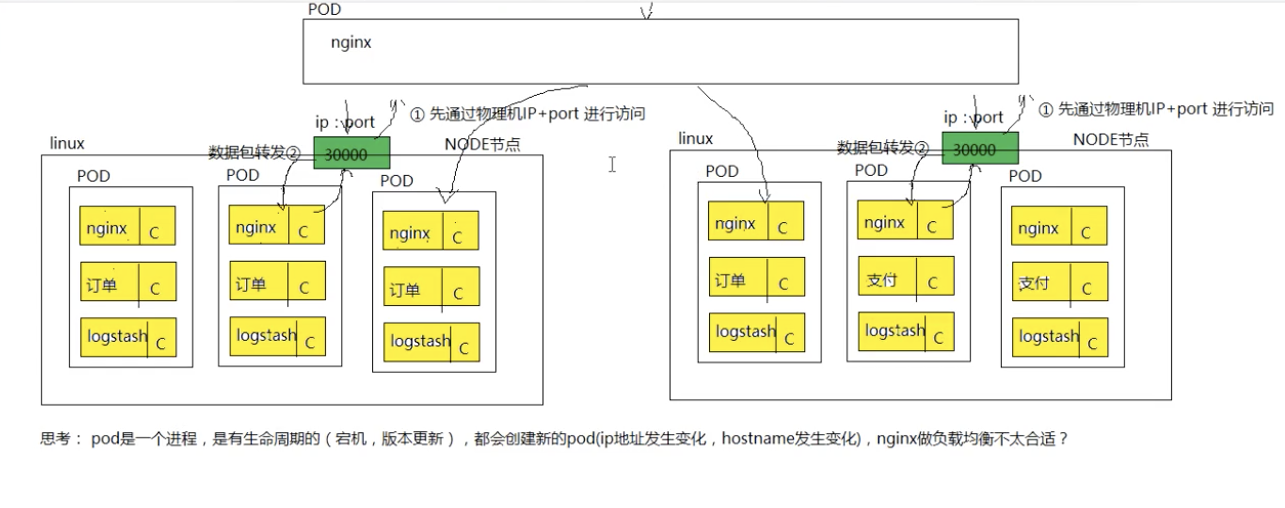 POD
nginx
ip:port
① 先通过物理机IP+port 进行访问
linux
数据包转发②
30000
NODE节点
POD
POD
POD
nginx C
订单 C
logstash C
nginx C
订单 C
logstash C
nginx C
订单 C
logstash C
ip:port
① 先通过物理机IP+port 进行访问
linux
数据包转发②
30000
NODE节点
POD
POD
POD
nginx C
订单 C
logstash C
nginx C
支付 C
logstash C
nginx C
支付 C
logstash C
思考： pod是一个进程，是有生命周期的（宕机，版本更新），都会创建新的pod(ip地址发生变化，hostname发生变化)，nginx做负载均衡不太合适？